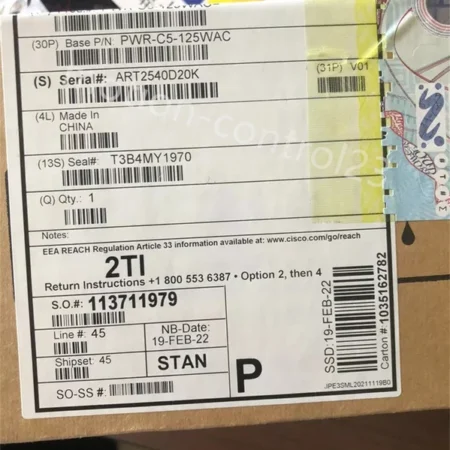 (30P) Base P/N PWR-C5-125WAC
(S) Serial#: ART2540D20K
(31P) V01
(4L) Made In
CHINA
(13S) Seal#: T3B4MY1970
(Q) Qty.: 1
Notes:
EEA REACH Regulation Article 33 information available at: www.cisco.com/go/reach
2TI
Return Instructions +1 800 553 6387 • Option 2, then 4
S.O.#: 113711979
Line #: 45
NB-Date:
19-FEB-22
Shipset: 45
STAN
SO-SS #:
P
SSD:19-FEB-22
Carton # 1035162782
JPE3SML20211119B0